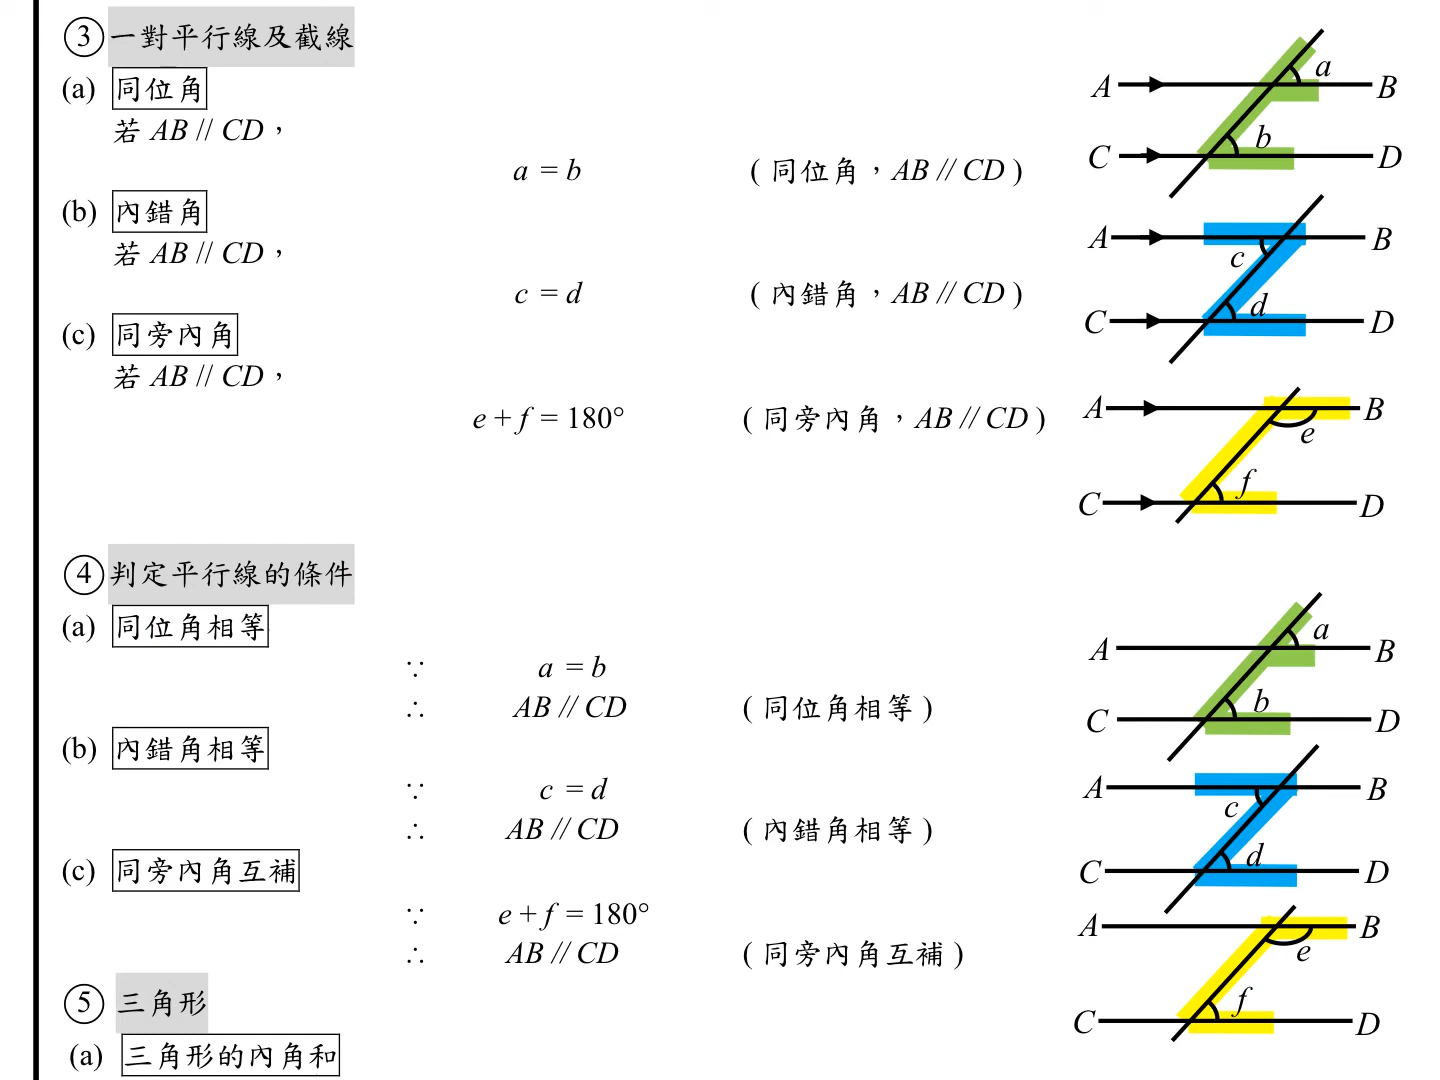 ③ 一對平行線及截線
(a) 同位角
若 AB // CD，
a = b ( 同位角，AB // CD )
A B a
C D b
(b) 內錯角
若 AB // CD，
c = d ( 內錯角，AB // CD )
A B c
C D d
(c) 同旁內角
若 AB // CD，
e + f = 180° ( 同旁內角，AB // CD )
A B e
C D f
④ 判定平行線的條件
(a) 同位角相等
∵ a = b
∴ AB // CD ( 同位角相等 )
A B a
C D b
(b) 內錯角相等
∵ c = d
∴ AB // CD ( 內錯角相等 )
A B c
C D d
(c) 同旁內角互補
∵ e + f = 180°
∴ AB // CD ( 同旁內角互補 )
A B e
C D f
⑤ 三角形
(a) 三角形的內角和